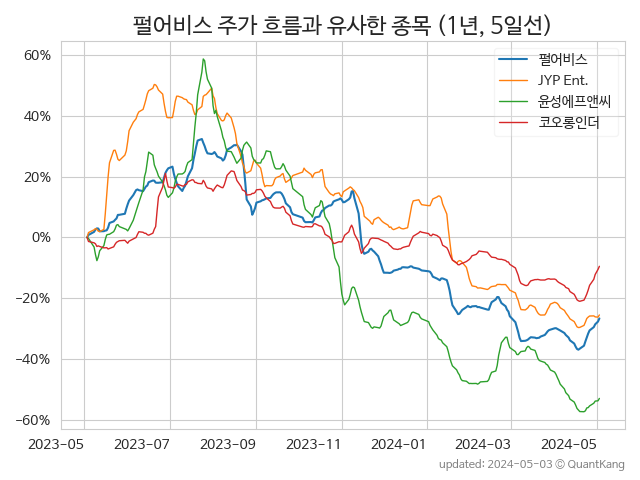 펄어비스 주가 흐름과 유사한 종목 (1년, 5일선)
펄어비스
JYP Ent.
윤성에프앤씨
코오롱인더
60%
40%
20%
0%
−20%
−40%
−60%
2023-05 2023-07 2023-09 2023-11 2024-01 2024-03 2024-05
updated: 2024-05-03 ⓒ QuantKang